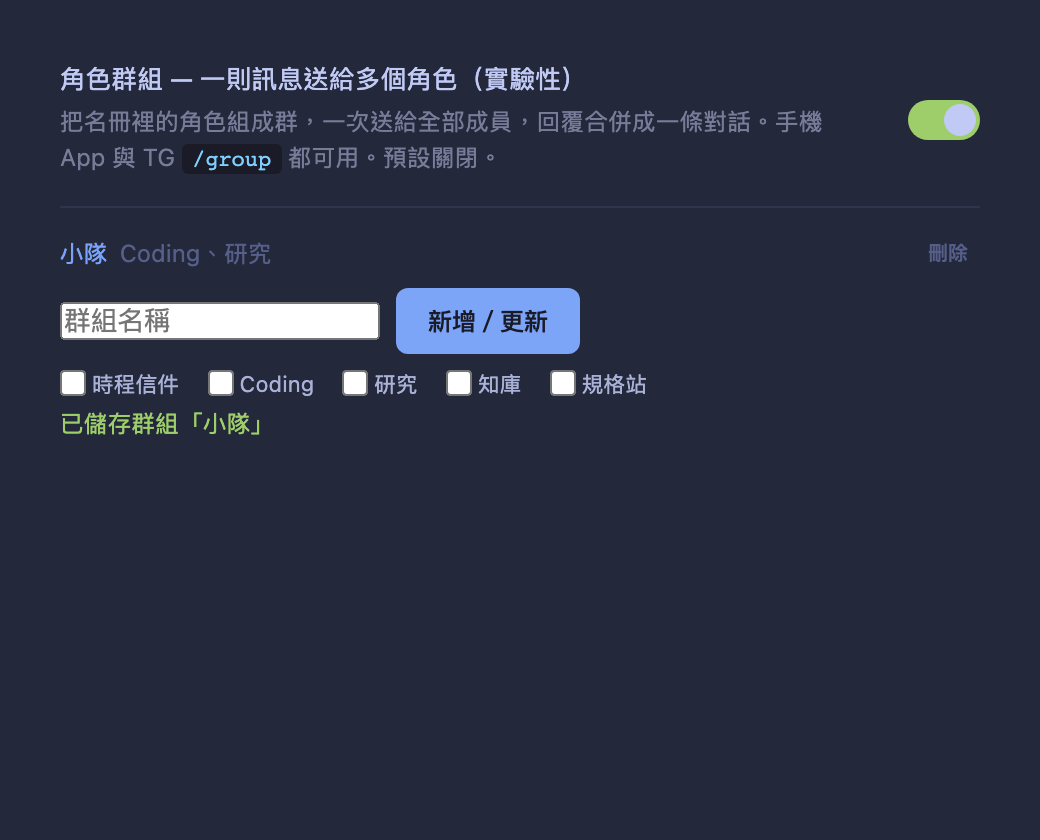 角色群組 — 一則訊息送給多個角色（實驗性）
把名冊裡的角色組成群，一次送給全部成員，回覆合併成一條對話。手機
App 與 TG /group 都可用。預設關閉。
小隊 Coding、研究 刪除
群組名稱 新增 / 更新
時程信件 Coding 研究 知庫 規格站
已儲存群組「小隊」